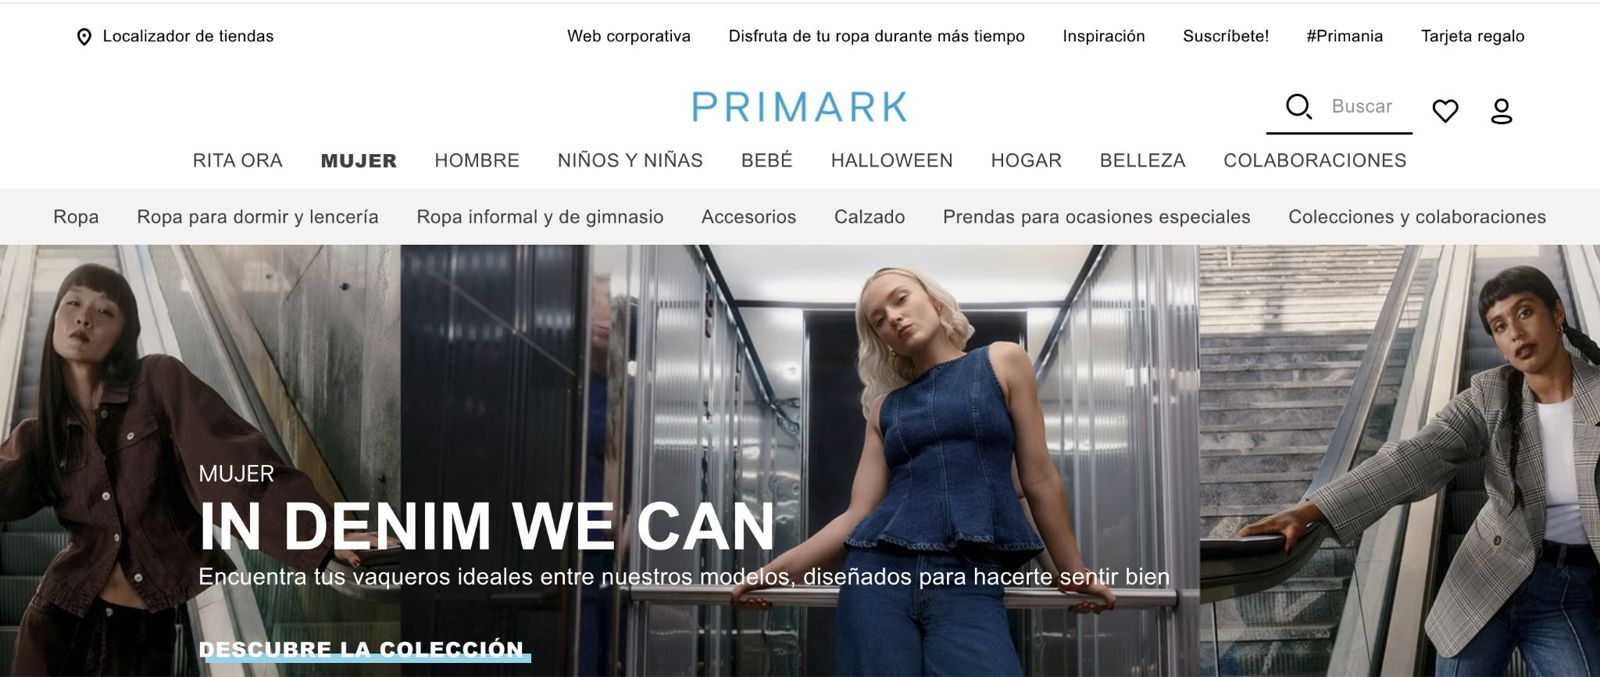 Localizador de tiendas Web corporativa Disfruta de tu ropa durante más tiempo Inspiración Suscríbete! #Primania Tarjeta regalo
PRIMARK Buscar
RITA ORA MUJER HOMBRE NIÑOS Y NIÑAS BEBÉ HALLOWEEN HOGAR BELLEZA COLABORACIONES
Ropa Ropa para dormir y lencería Ropa informal y de gimnasio Accesorios Calzado Prendas para ocasiones especiales Colecciones y colaboraciones
MUJER
IN DENIM WE CAN
Encuentra tus vaqueros ideales entre nuestros modelos, diseñados para hacerte sentir bien
DESCUBRE LA COLECCIÓN